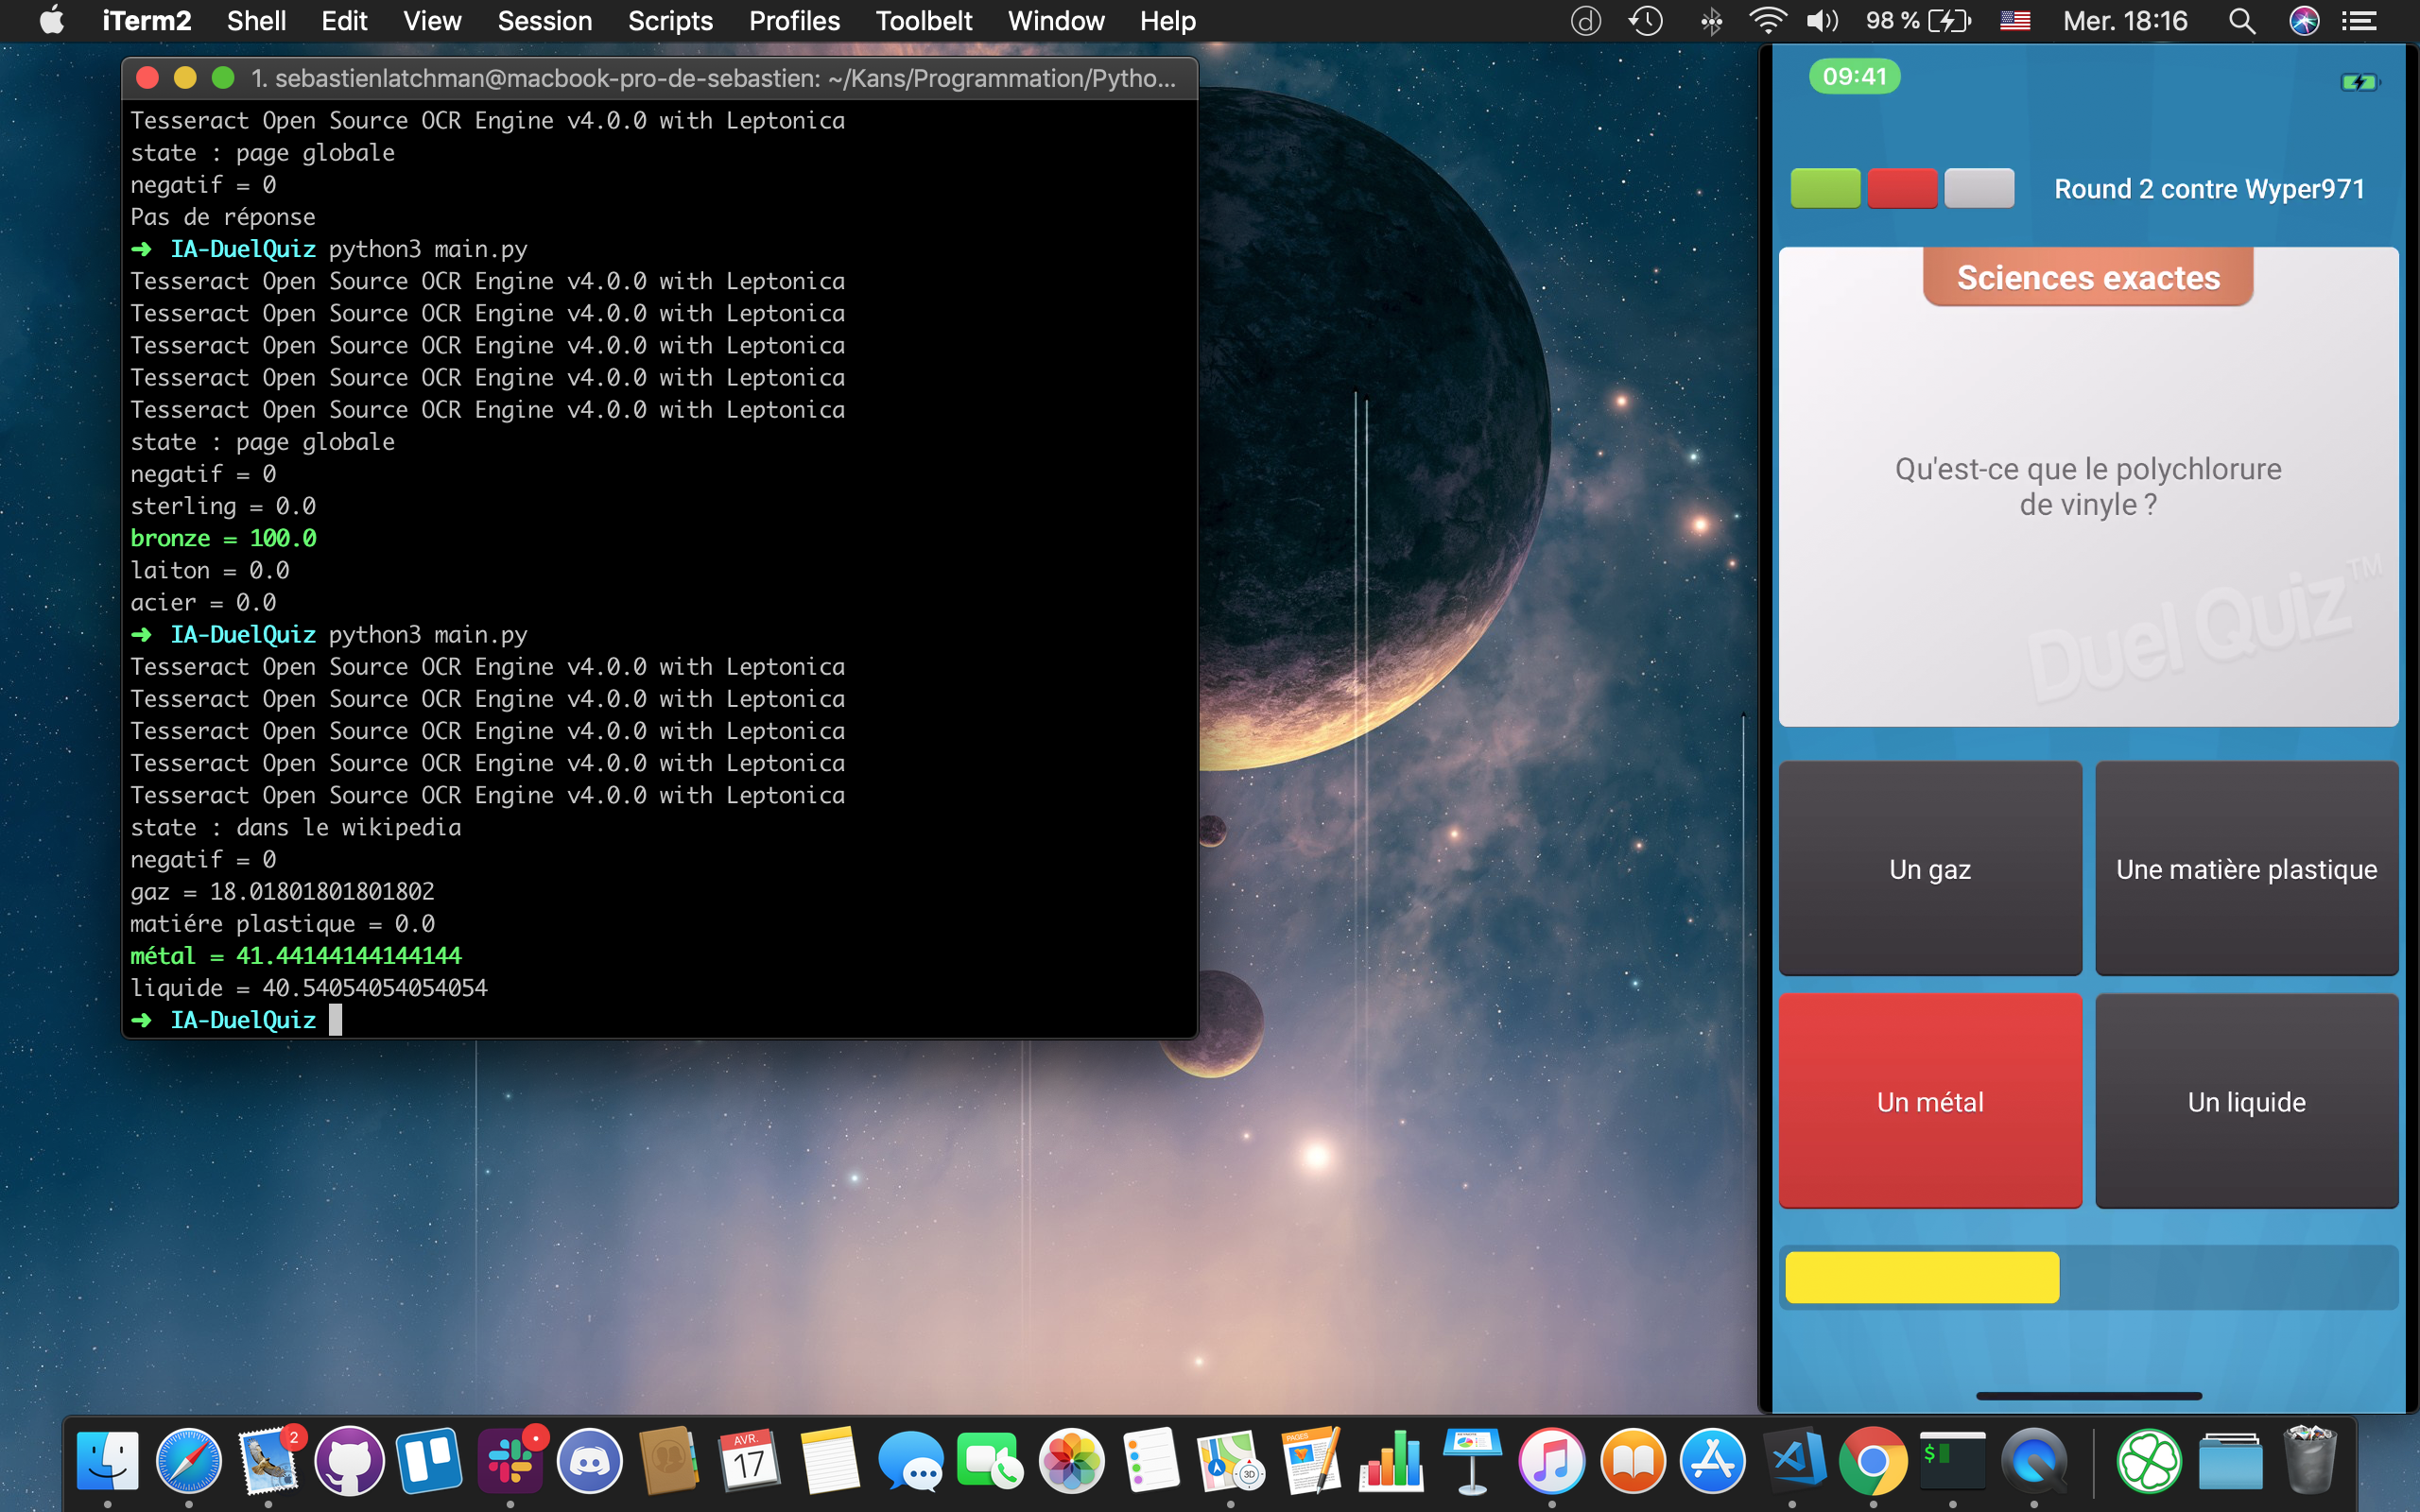 iTerm2 Shell Edit View Session Scripts Profiles Toolbelt Window Help
98 % Mer. 18:16
1. sebastienlatchman@macbook-pro-de-sebastien: ~/Kans/Programmation/Pytho...
Tesseract Open Source OCR Engine v4.0.0 with Leptonica
state : page globale
negatif = 0
Pas de réponse
➜ IA-DuelQuiz python3 main.py
Tesseract Open Source OCR Engine v4.0.0 with Leptonica
Tesseract Open Source OCR Engine v4.0.0 with Leptonica
Tesseract Open Source OCR Engine v4.0.0 with Leptonica
Tesseract Open Source OCR Engine v4.0.0 with Leptonica
Tesseract Open Source OCR Engine v4.0.0 with Leptonica
state : page globale
negatif = 0
sterling = 0.0
bronze = 100.0
laiton = 0.0
acier = 0.0
➜ IA-DuelQuiz python3 main.py
Tesseract Open Source OCR Engine v4.0.0 with Leptonica
Tesseract Open Source OCR Engine v4.0.0 with Leptonica
Tesseract Open Source OCR Engine v4.0.0 with Leptonica
Tesseract Open Source OCR Engine v4.0.0 with Leptonica
Tesseract Open Source OCR Engine v4.0.0 with Leptonica
state : dans le wikipedia
negatif = 0
gaz = 18.01801801801802
matiére plastique = 0.0
métal = 41.44144144144144
liquide = 40.54054054054054
➜ IA-DuelQuiz
09:41
Round 2 contre Wyper971
Sciences exactes
Qu'est-ce que le polychlorure
de vinyle ?
Duel Quiz™
Un gaz
Une matière plastique
Un métal
Un liquide
2
AVR.
17
PAGES
3D
$